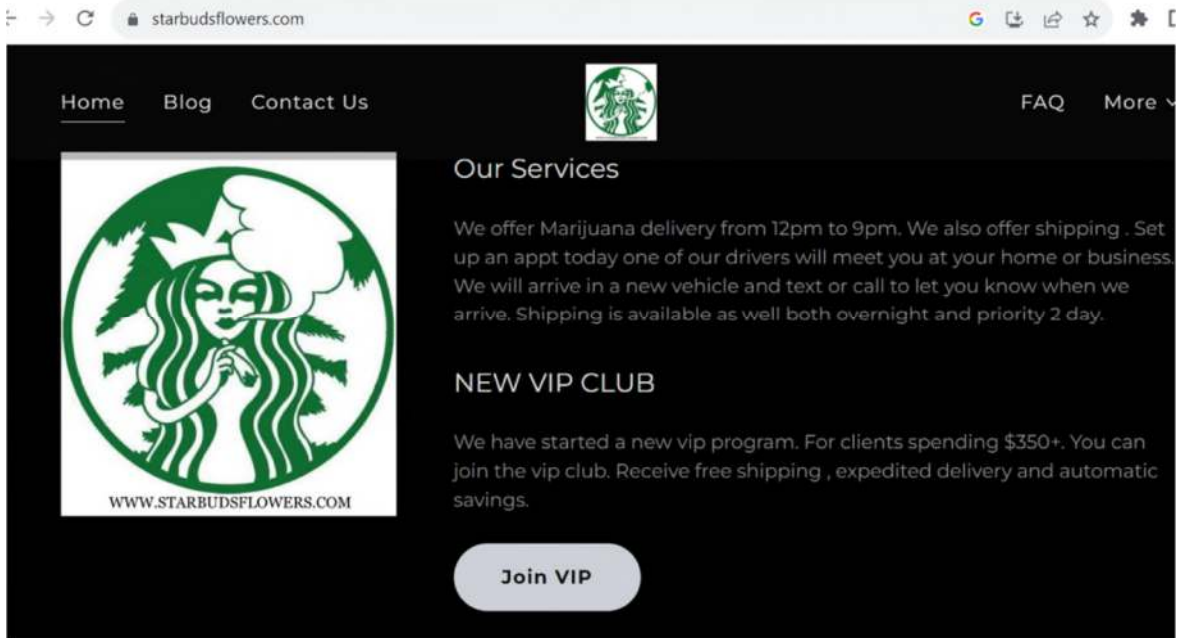 starbudsflowers.com
Home Blog Contact Us FAQ More
Our Services
We offer Marijuana delivery from 12pm to 9pm. We also offer shipping . Set
up an appt today one of our drivers will meet you at your home or business.
We will arrive in a new vehicle and text or call to let you know when we
arrive. Shipping is available as well both overnight and priority 2 day.
NEW VIP CLUB
We have started a new vip program. For clients spending $350+. You can
join the vip club. Receive free shipping , expedited delivery and automatic
savings.
WWW.STARBUDSFLOWERS.COM
Join VIP